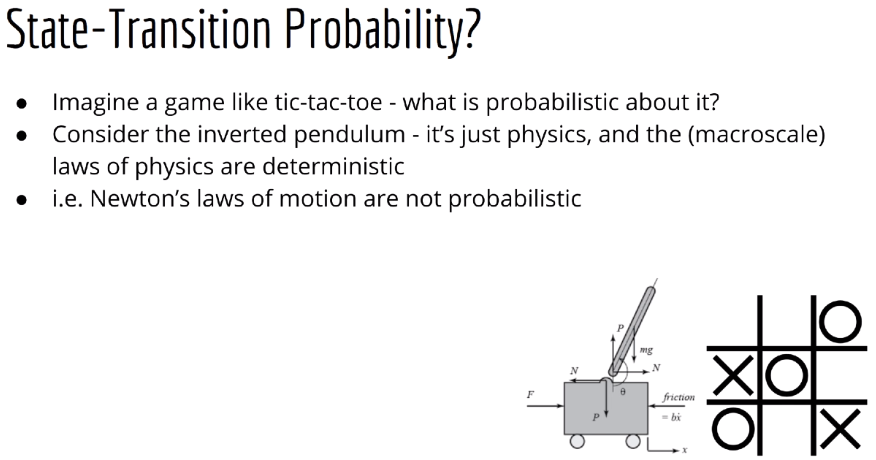 State-Transition Probability?
● Imagine a game like tic-tac-toe - what is probabilistic about it?
● Consider the inverted pendulum - it's just physics, and the (macroscale)
laws of physics are deterministic
● i.e. Newton's laws of motion are not probabilistic
P
mg
N
N
θ
F
friction
P
= bẋ
x
O
X O
O X